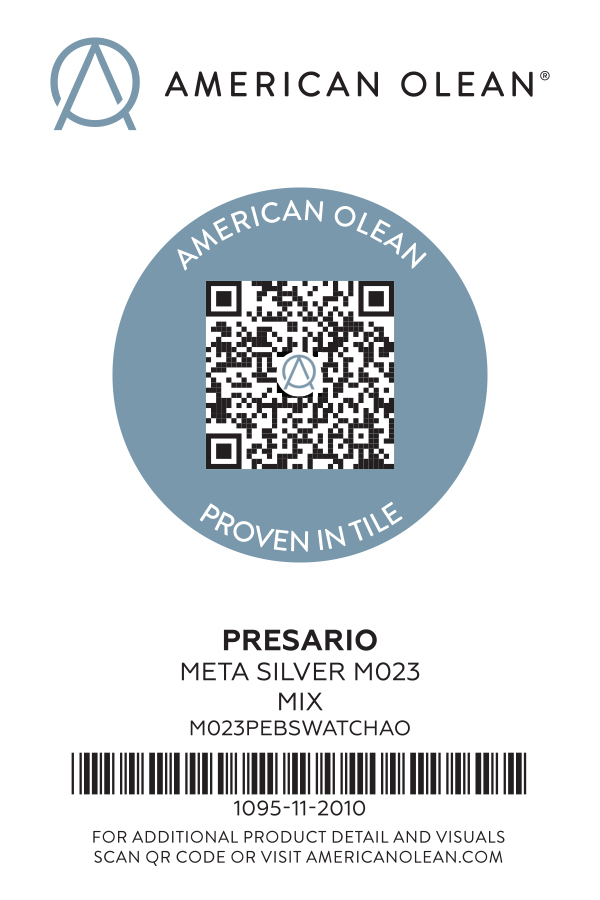 AMERICAN OLEAN®
AMERICAN OLEAN
PROVEN IN TILE
PRESARIO
META SILVER M023
MIX
M023PEBSWATCHAO
1095-11-2010
FOR ADDITIONAL PRODUCT DETAIL AND VISUALS
SCAN QR CODE OR VISIT AMERICANOLEAN.COM